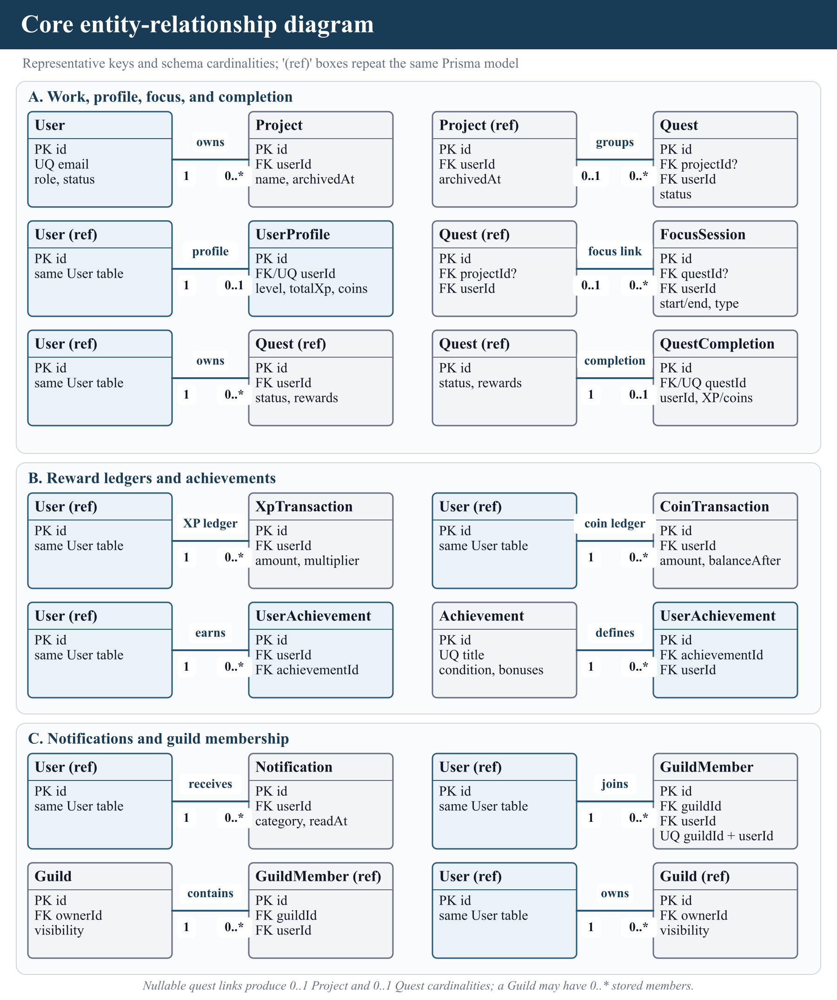 Core entity-relationship diagram
Representative keys and schema cardinalities; '(ref)' boxes repeat the same Prisma model
A. Work, profile, focus, and completion
User
PK id
UQ email
role, status
owns
1
0..*
Project
PK id
FK userId
name, archivedAt
Project (ref)
PK id
FK userId
archivedAt
groups
0..1
0..*
Quest
PK id
FK projectId?
FK userId
status
User (ref)
PK id
same User table
profile
1
0..1
UserProfile
PK id
FK/UQ userId
level, totalXp, coins
Quest (ref)
PK id
FK projectId?
FK userId
focus link
0..1
0..*
FocusSession
PK id
FK questId?
FK userId
start/end, type
User (ref)
PK id
same User table
owns
1
0..*
Quest (ref)
PK id
FK userId
status, rewards
Quest (ref)
PK id
status, rewards
completion
1
0..1
QuestCompletion
PK id
FK/UQ questId
userId, XP/coins
B. Reward ledgers and achievements
User (ref)
PK id
same User table
XP ledger
1
0..*
XpTransaction
PK id
FK userId
amount, multiplier
User (ref)
PK id
same User table
coin ledger
1
0..*
CoinTransaction
PK id
FK userId
amount, balanceAfter
User (ref)
PK id
same User table
earns
1
0..*
UserAchievement
PK id
FK userId
FK achievementId
Achievement
PK id
UQ title
condition, bonuses
defines
1
0..*
UserAchievement
PK id
FK achievementId
FK userId
C. Notifications and guild membership
User (ref)
PK id
same User table
receives
1
0..*
Notification
PK id
FK userId
category, readAt
User (ref)
PK id
same User table
joins
1
0..*
GuildMember
PK id
FK guildId
FK userId
UQ guildId + userId
Guild
PK id
FK ownerId
visibility
contains
1
0..*
GuildMember (ref)
PK id
FK guildId
FK userId
User (ref)
PK id
same User table
owns
1
0..*
Guild (ref)
PK id
FK ownerId
visibility
Nullable quest links produce 0..1 Project and 0..1 Quest cardinalities; a Guild may have 0..* stored members.